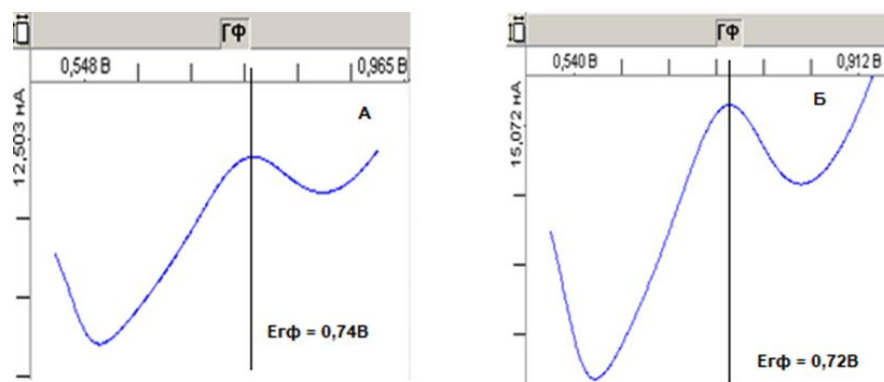 ГФ
0,548 В
0,965 В
12,503 нА
А
Eгф = 0,74В
ГФ
0,540 В
0,912 В
15,072 нА
Б
Eгф = 0,72В